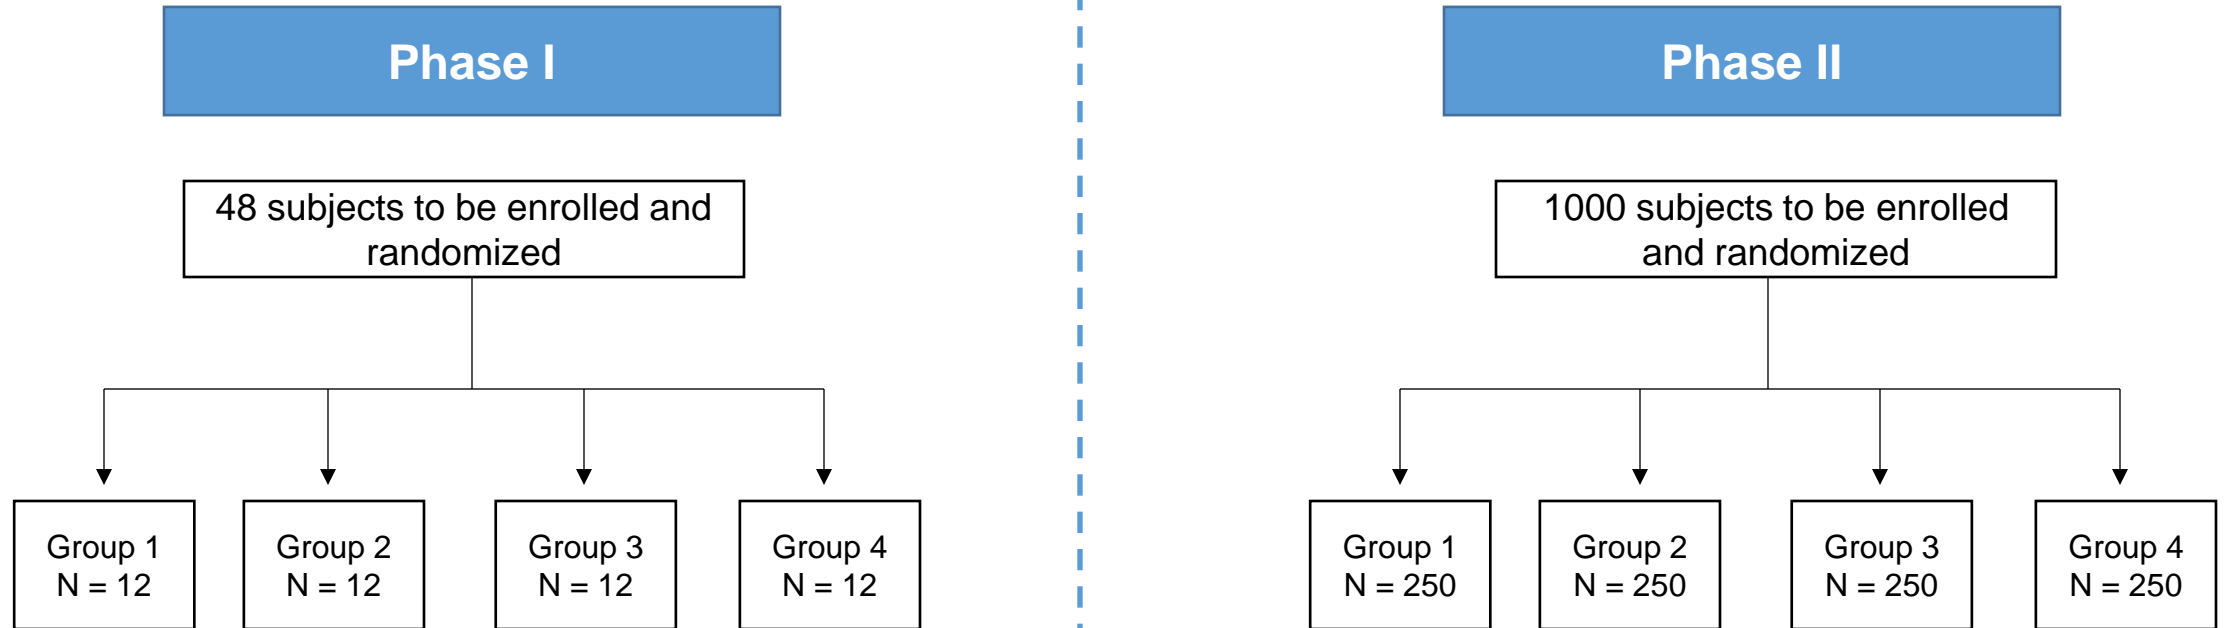 Phase I
48 subjects to be enrolled and
randomized
Group 1
N = 12
Group 2
N = 12
Group 3
N = 12
Group 4
N = 12
Phase II
1000 subjects to be enrolled
and randomized
Group 1
N = 250
Group 2
N = 250
Group 3
N = 250
Group 4
N = 250